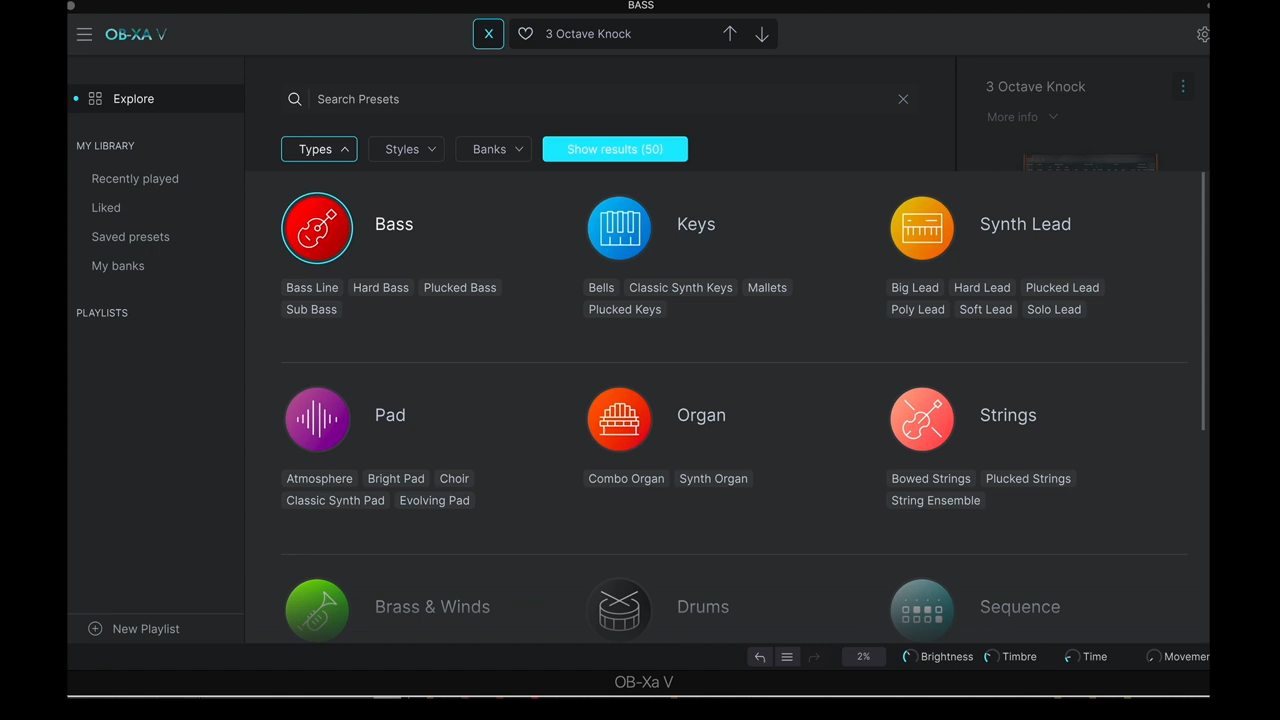 BASS
OB-XA V
X
3 Octave Knock
Explore
MY LIBRARY
Recently played
Liked
Saved presets
My banks
PLAYLISTS
New Playlist
Search Presets
Types
Styles
Banks
Show results (50)
3 Octave Knock
More info
Bass
Bass Line Hard Bass Plucked Bass
Sub Bass
Keys
Bells Classic Synth Keys Mallets
Plucked Keys
Synth Lead
Big Lead Hard Lead Plucked Lead
Poly Lead Soft Lead Solo Lead
Pad
Atmosphere Bright Pad Choir
Classic Synth Pad Evolving Pad
Organ
Combo Organ Synth Organ
Strings
Bowed Strings Plucked Strings
String Ensemble
Brass & Winds
Drums
Sequence
2% Brightness Timbre Time Movemen
OB-Xa V